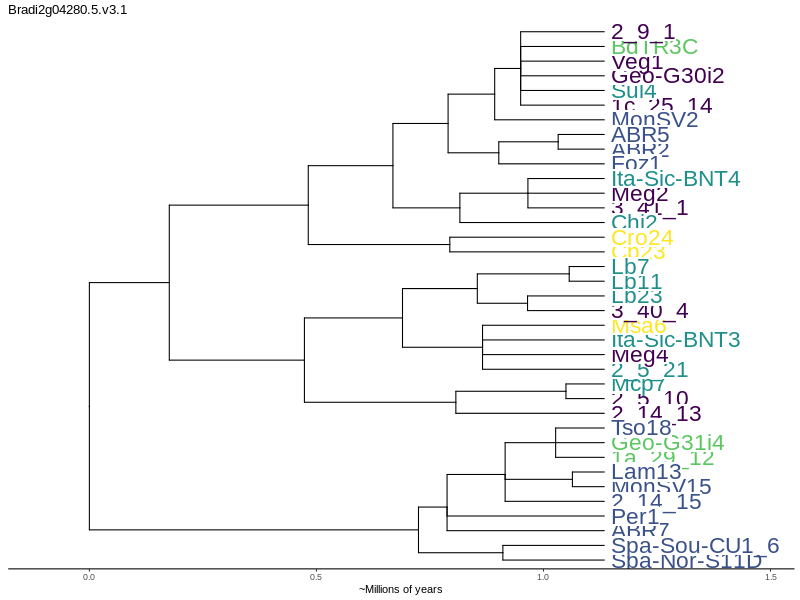 Bradi2g04280.5.v3.1
2_9_1
BdTR3C
Veg1
Geo-G30i2
Sul4
1c_25_14
MonSV2
ABR5
ABR2
Foz1
Ita-Sic-BNT4
Meg2
3_41_1
Chi2
Cro24
Cp23
Lb7
Lb11
Lb23
3_40_4
Msa6
Ita-Sic-BNT3
Meg4
2_5_21
Mcp7
2_5_10
2_14_13
Tso18
Geo-G31i4
1a_29_12
Lam13
MonSV15
2_14_15
Per1
ABR7
Spa-Sou-CU1_6
Spa-Nor-S11D
0.0 0.5 1.0 1.5
~Millions of years